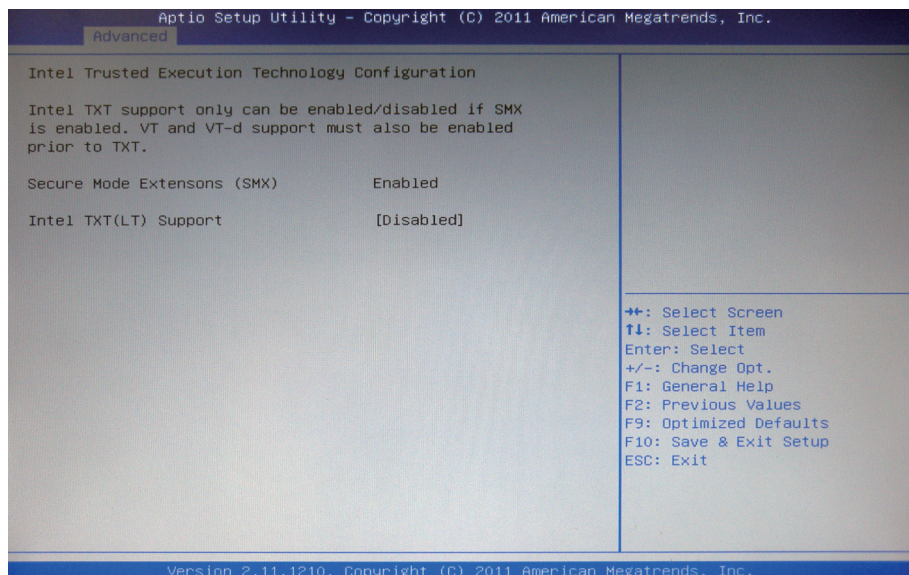 Aptio Setup Utility – Copyright (C) 2011 American Megatrends, Inc.
Advanced
Intel Trusted Execution Technology Configuration
Intel TXT support only can be enabled/disabled if SMX
is enabled. VT and VT-d support must also be enabled
prior to TXT.
Secure Mode Extensons (SMX) Enabled
Intel TXT(LT) Support [Disabled]
→←: Select Screen
↑↓: Select Item
Enter: Select
+/-: Change Opt.
F1: General Help
F2: Previous Values
F9: Optimized Defaults
F10: Save & Exit Setup
ESC: Exit
Version 2.11.1210. Copyright (C) 2011 American Megatrends, Inc.